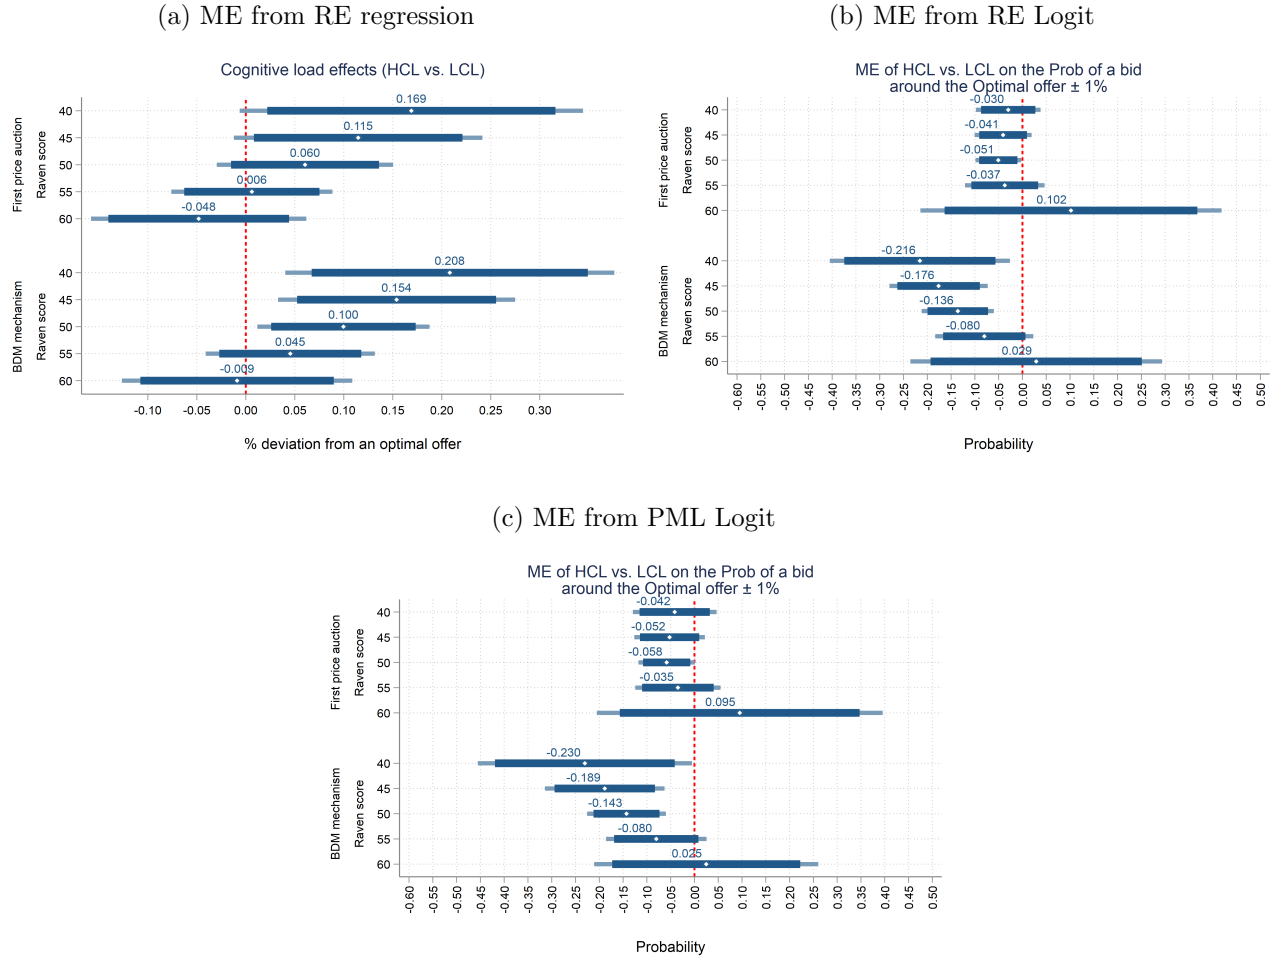 (a) ME from RE regression
Cognitive load effects (HCL vs. LCL)
First price auction
Raven score
40
0.169
45
0.115
50
0.060
55
0.006
60
-0.048
BDM mechanism
Raven score
40
0.208
45
0.154
50
0.100
55
0.045
60
-0.009
-0.10 -0.05 0.00 0.05 0.10 0.15 0.20 0.25 0.30
% deviation from an optimal offer
(b) ME from RE Logit
ME of HCL vs. LCL on the Prob of a bid
around the Optimal offer ± 1%
First price auction
Raven score
40
-0.030
45
-0.041
50
-0.051
55
-0.037
60
0.102
BDM mechanism
Raven score
40
-0.216
45
-0.176
50
-0.136
55
-0.080
60
0.029
-0.60 -0.55 -0.50 -0.45 -0.40 -0.35 -0.30 -0.25 -0.20 -0.15 -0.10 -0.05 0.00 0.05 0.10 0.15 0.20 0.25 0.30 0.35 0.40 0.45 0.50
Probability
(c) ME from PML Logit
ME of HCL vs. LCL on the Prob of a bid
around the Optimal offer ± 1%
First price auction
Raven score
40
-0.042
45
-0.052
50
-0.058
55
-0.035
60
0.095
BDM mechanism
Raven score
40
-0.230
45
-0.189
50
-0.143
55
-0.080
60
0.025
-0.60 -0.55 -0.50 -0.45 -0.40 -0.35 -0.30 -0.25 -0.20 -0.15 -0.10 -0.05 0.00 0.05 0.10 0.15 0.20 0.25 0.30 0.35 0.40 0.45 0.50
Probability